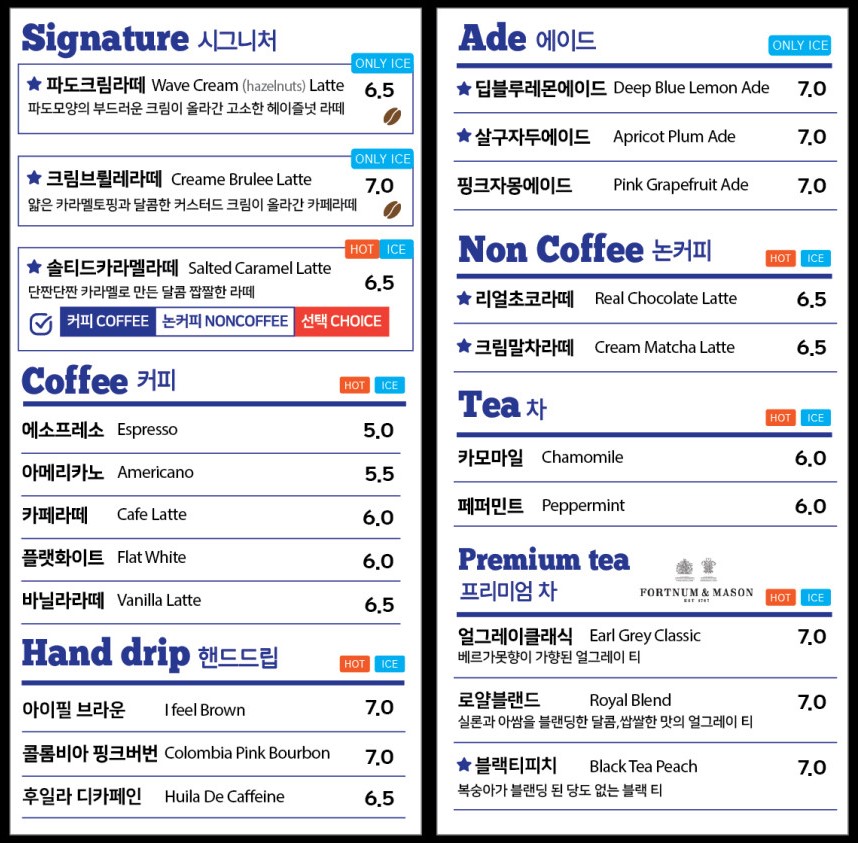 Signature 시그니처
ONLY ICE
파도크림라떼 Wave Cream (hazelnuts) Latte 6.5
파도모양의 부드러운 크림이 올라간 고소한 헤이즐넛 라떼
ONLY ICE
크림브륄레라떼 Creame Brulee Latte 7.0
얇은 카라멜토핑과 달콤한 커스터드 크림이 올라간 카페라떼
HOT ICE
솔티드카라멜라떼 Salted Caramel Latte 6.5
단짠단짠 카라멜로 만든 달콤 짭짤한 라떼
커피 COFFEE 논커피 NONCOFFEE 선택 CHOICE
Coffee 커피 HOT ICE
에소프레소 Espresso 5.0
아메리카노 Americano 5.5
카페라떼 Cafe Latte 6.0
플랫화이트 Flat White 6.0
바닐라라떼 Vanilla Latte 6.5
Hand drip 핸드드립 HOT ICE
아이필 브라운 I feel Brown 7.0
콜롬비아 핑크버번 Colombia Pink Bourbon 7.0
후일라 디카페인 Huila De Caffeine 6.5
Ade 에이드 ONLY ICE
딥블루레몬에이드 Deep Blue Lemon Ade 7.0
살구자두에이드 Apricot Plum Ade 7.0
핑크자몽에이드 Pink Grapefruit Ade 7.0
Non Coffee 논커피 HOT ICE
리얼초코라떼 Real Chocolate Latte 6.5
크림말차라떼 Cream Matcha Latte 6.5
Tea 차 HOT ICE
카모마일 Chamomile 6.0
페퍼민트 Peppermint 6.0
Premium tea
프리미엄 차 FORTNUM & MASON HOT ICE
EST 1707
얼그레이클래식 Earl Grey Classic 7.0
베르가못향이 가향된 얼그레이 티
로얄블랜드 Royal Blend 7.0
실론과 아쌈을 블랜딩한 달콤,쌉쌀한 맛의 얼그레이 티
블랙티피치 Black Tea Peach 7.0
복숭아가 블랜딩 된 당도 없는 블랙 티